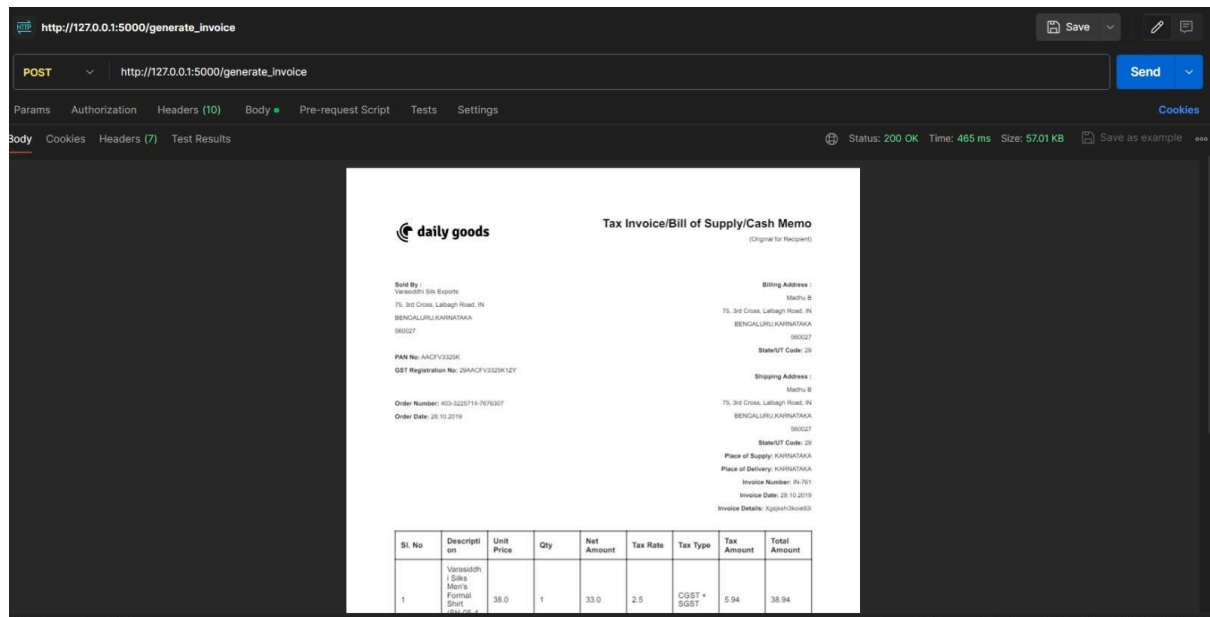 http://127.0.0.1:5000/generate_invoice
Save
POST http://127.0.0.1:5000/generate_invoice
Send
Params Authorization Headers (10) Body Pre-request Script Tests Settings
Cookies
Body Cookies Headers (7) Test Results
Status: 200 OK Time: 465 ms Size: 57.01 KB Save as example
daily goods
Tax Invoice/Bill of Supply/Cash Memo
(Original for Recipient)
Sold By :
Varasiddhi Silk Exports
75, 3rd Cross, Lalbagh Road, IN
BENGALURU,KARNATAKA
560027
PAN No: AACFV3325K
GST Registration No: 29AACFV3325K1ZY
Order Number: 403-3225714-7676307
Order Date: 28.10.2019
Billing Address :
Madhu B
75, 3rd Cross, Lalbagh Road, IN
BENGALURU,KARNATAKA
560027
State/UT Code: 29
Shipping Address :
Madhu B
75, 3rd Cross, Lalbagh Road, IN
BENGALURU,KARNATAKA
560027
State/UT Code: 29
Place of Supply: KARNATAKA
Place of Delivery: KARNATAKA
Invoice Number: IN-761
Invoice Date: 28.10.2019
Invoice Details:
Sl. No Descripti on Unit Price Qty Net Amount Tax Rate Tax Type Tax Amount Total Amount
1 Varasiddh i Silks Men's Formal Shirt 38.0 1 33.0 2.5 CGST + SGST 5.94 38.94